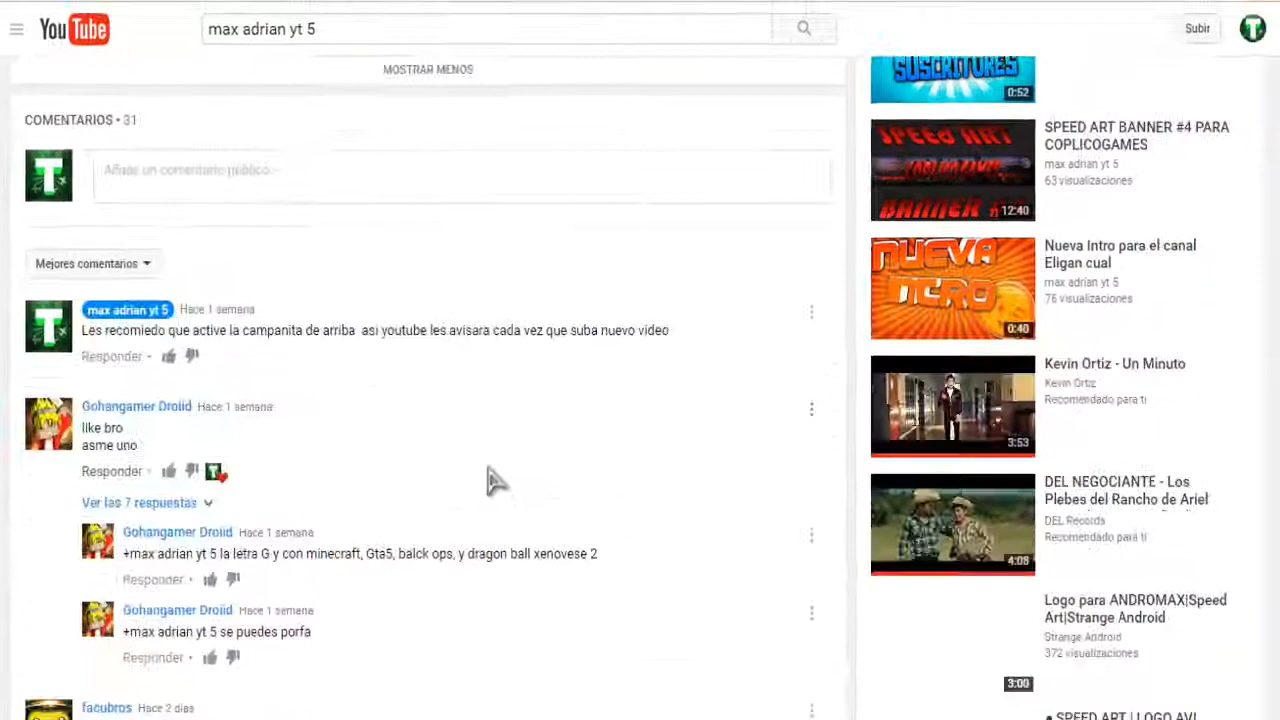 YouTube
max adrian yt 5
Subir
MOSTRAR MENOS
COMENTARIOS • 31
Añade un comentario público...
Mejores comentarios
max adrian yt 5 Hace 1 semana
Les recomiedo que active la campanita de arriba asi youtube les avisara cada vez que suba nuevo video
Responder •
Gohangamer Droiid Hace 1 semana
like bro
asme uno
Responder •
Ver las 7 respuestas
Gohangamer Droiid Hace 1 semana
+max adrian yt 5 la letra G y con minecraft, Gta5, balck ops, y dragon ball xenovese 2
Responder •
Gohangamer Droiid Hace 1 semana
+max adrian yt 5 se puedes porfa
Responder •
facubros Hace 2 días
SUSCRITORES
0:52
SPEED ART
BANNER
12:40
SPEED ART BANNER #4 PARA
COPLICOGAMES
max adrian yt 5
63 visualizaciones
NUEVA
INTRO
0:40
Nueva Intro para el canal
Eligan cual
max adrian yt 5
76 visualizaciones
3:53
Kevin Ortiz - Un Minuto
Kevin Ortiz
Recomendado para ti
4:08
DEL NEGOCIANTE - Los
Plebes del Rancho de Ariel
DEL Records
Recomendado para ti
3:00
Logo para ANDROMAX|Speed
Art|Strange Android
Strange Android
372 visualizaciones
• SPEED ART | LOGO AVI